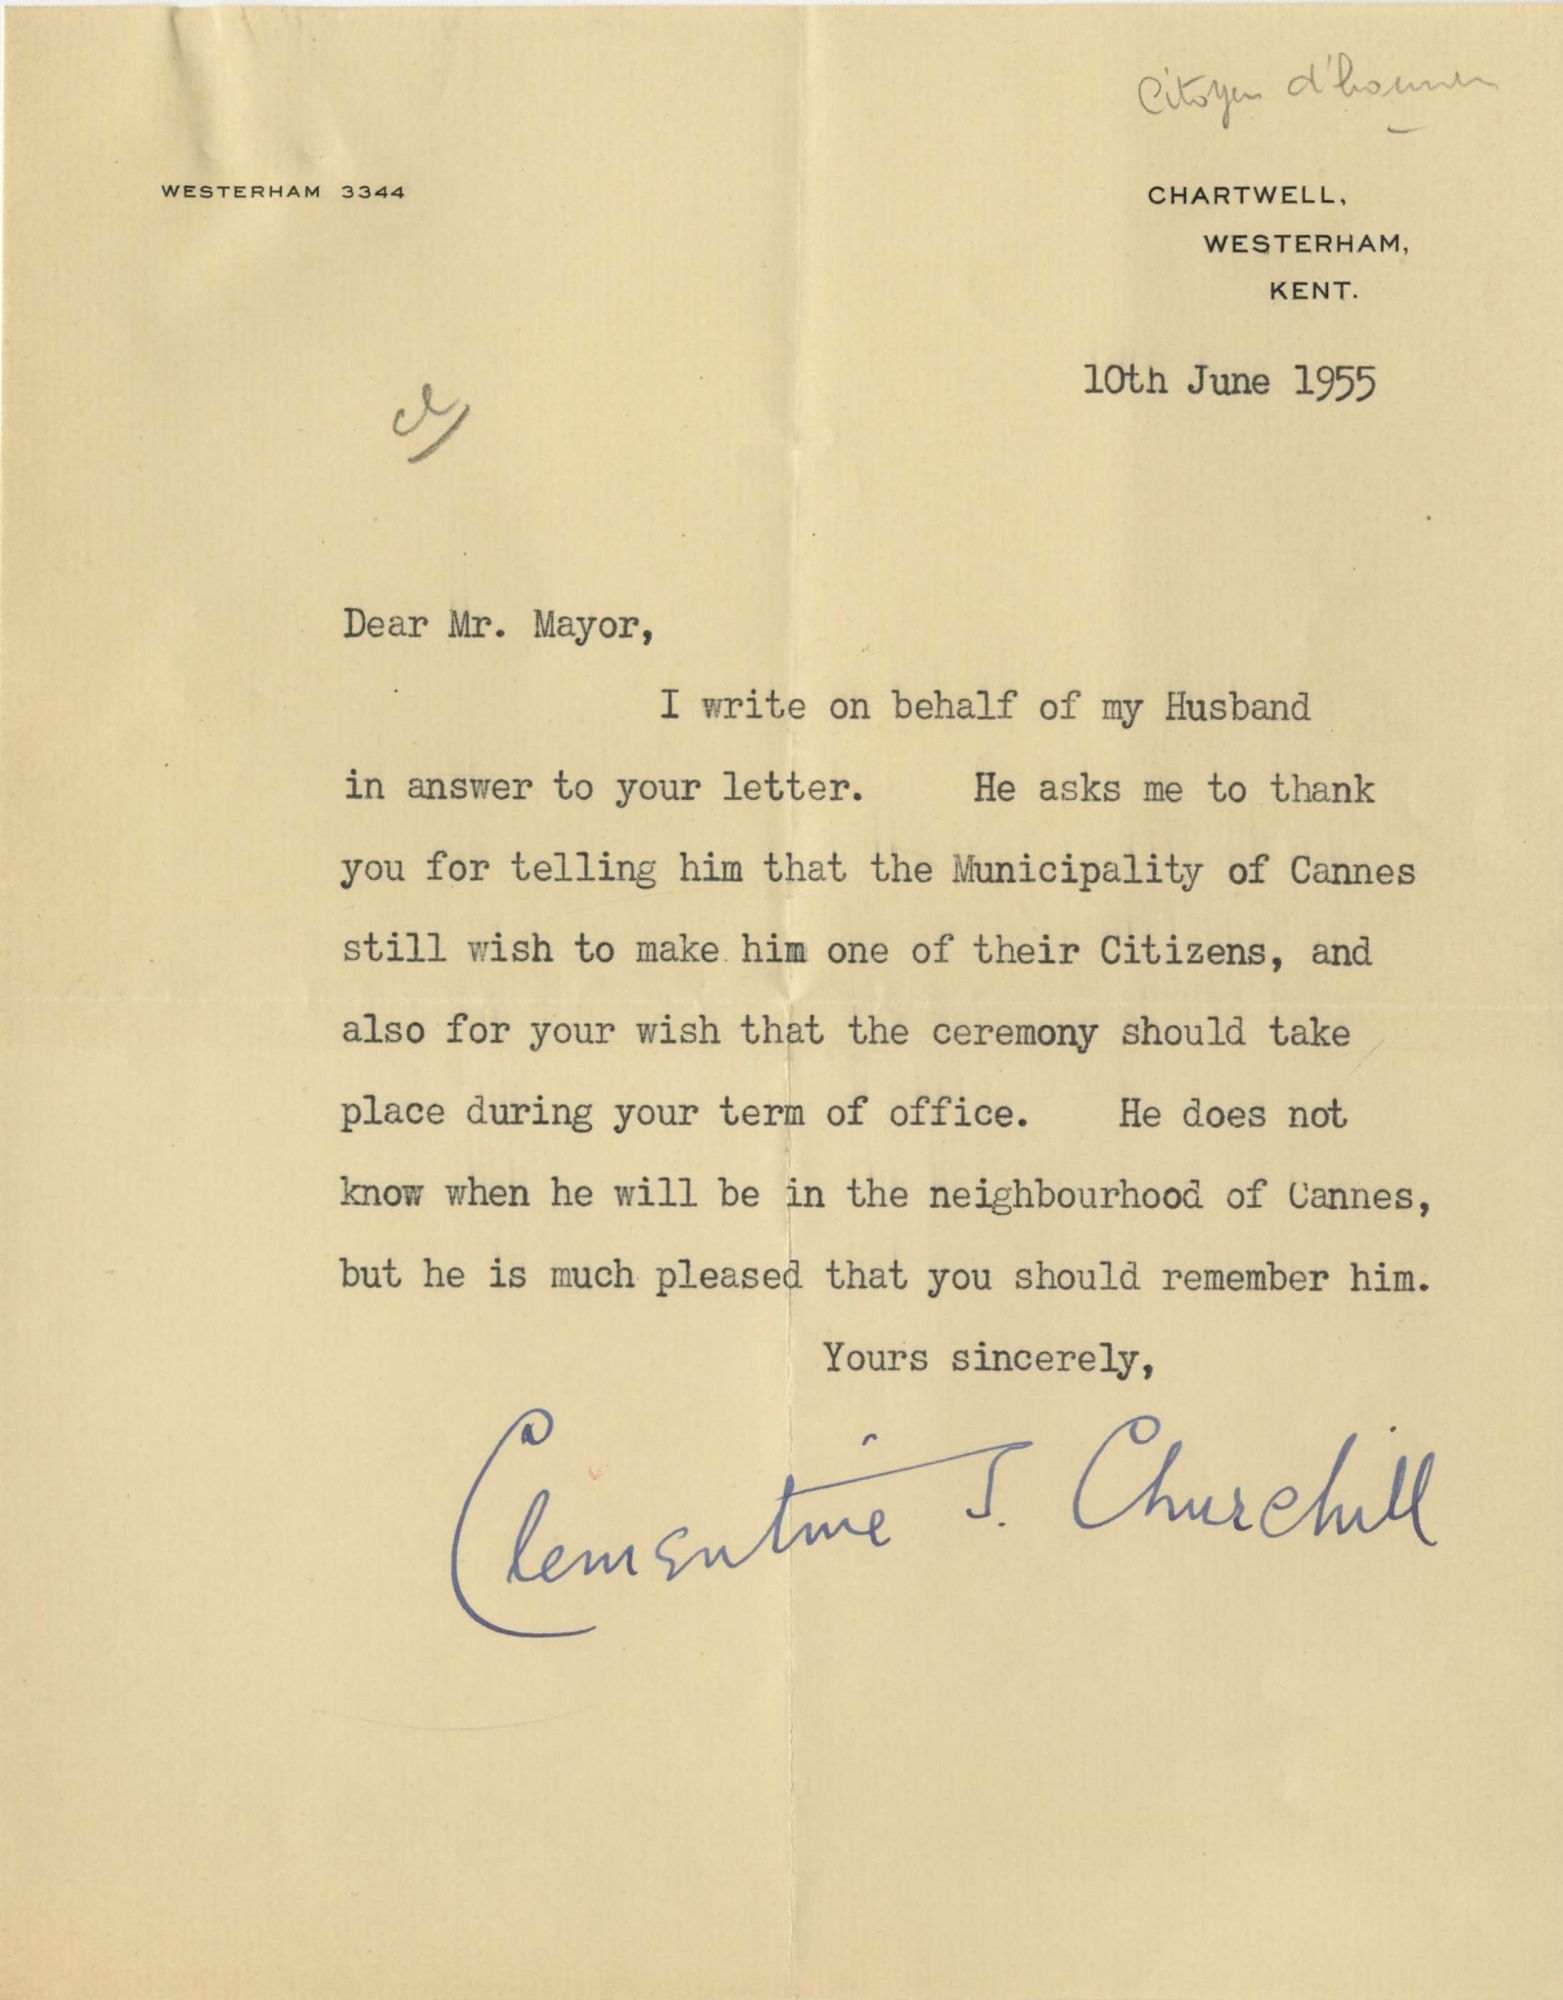 Citoyen d'honneur
WESTERHAM 3344
CHARTWELL,
WESTERHAM,
KENT.
10th June 1955
Dear Mr. Mayor,
I write on behalf of my Husband
in answer to your letter. He asks me to thank
you for telling him that the Municipality of Cannes
still wish to make him one of their Citizens, and
also for your wish that the ceremony should take
place during your term of office. He does not
know when he will be in the neighbourhood of Cannes,
but he is much pleased that you should remember him.
Yours sincerely,
Clementine S. Churchill